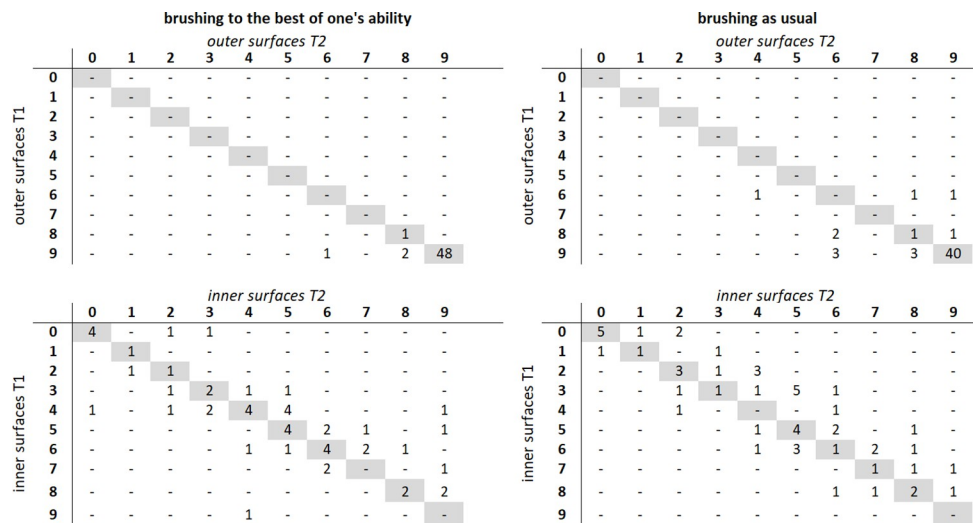 brushing to the best of one's ability
outer surfaces T2
0 1 2 3 4 5 6 7 8 9
outer surfaces T1
0 - - - - - - - - - -
1 - - - - - - - - - -
2 - - - - - - - - - -
3 - - - - - - - - - -
4 - - - - - - - - - -
5 - - - - - - - - - -
6 - - - - - - - - - -
7 - - - - - - - - - -
8 - - - - - - - - 1 -
9 - - - - - - 1 - 2 48
brushing as usual
outer surfaces T2
0 1 2 3 4 5 6 7 8 9
outer surfaces T1
0 - - - - - - - - - -
1 - - - - - - - - - -
2 - - - - - - - - - -
3 - - - - - - - - - -
4 - - - - - - - - - -
5 - - - - - - - - - -
6 - - - - 1 - - - 1 1
7 - - - - - - - - - -
8 - - - - - - 2 - 1 1
9 - - - - - - 3 - 3 40
inner surfaces T2
0 1 2 3 4 5 6 7 8 9
inner surfaces T1
0 4 - 1 1 - - - - - -
1 - 1 - - - - - - - -
2 - 1 1 - - - - - - -
3 - - 1 2 1 1 - - - -
4 1 - 1 2 4 4 - - - 1
5 - - - - - 4 2 1 - 1
6 - - - - 1 1 4 2 1 -
7 - - - - - - 2 - - 1
8 - - - - - - - - 2 2
9 - - - - 1 - - - - -
inner surfaces T2
0 1 2 3 4 5 6 7 8 9
inner surfaces T1
0 5 1 2 - - - - - - -
1 1 1 - 1 - - - - - -
2 - - 3 1 3 - - - - -
3 - - 1 1 1 5 1 - - -
4 - - 1 - - - 1 - - -
5 - - - - 1 4 2 - 1 -
6 - - - - 1 3 1 2 1 -
7 - - - - - - - 1 1 1
8 - - - - - - 1 1 2 1
9 - - - - - - - - - -